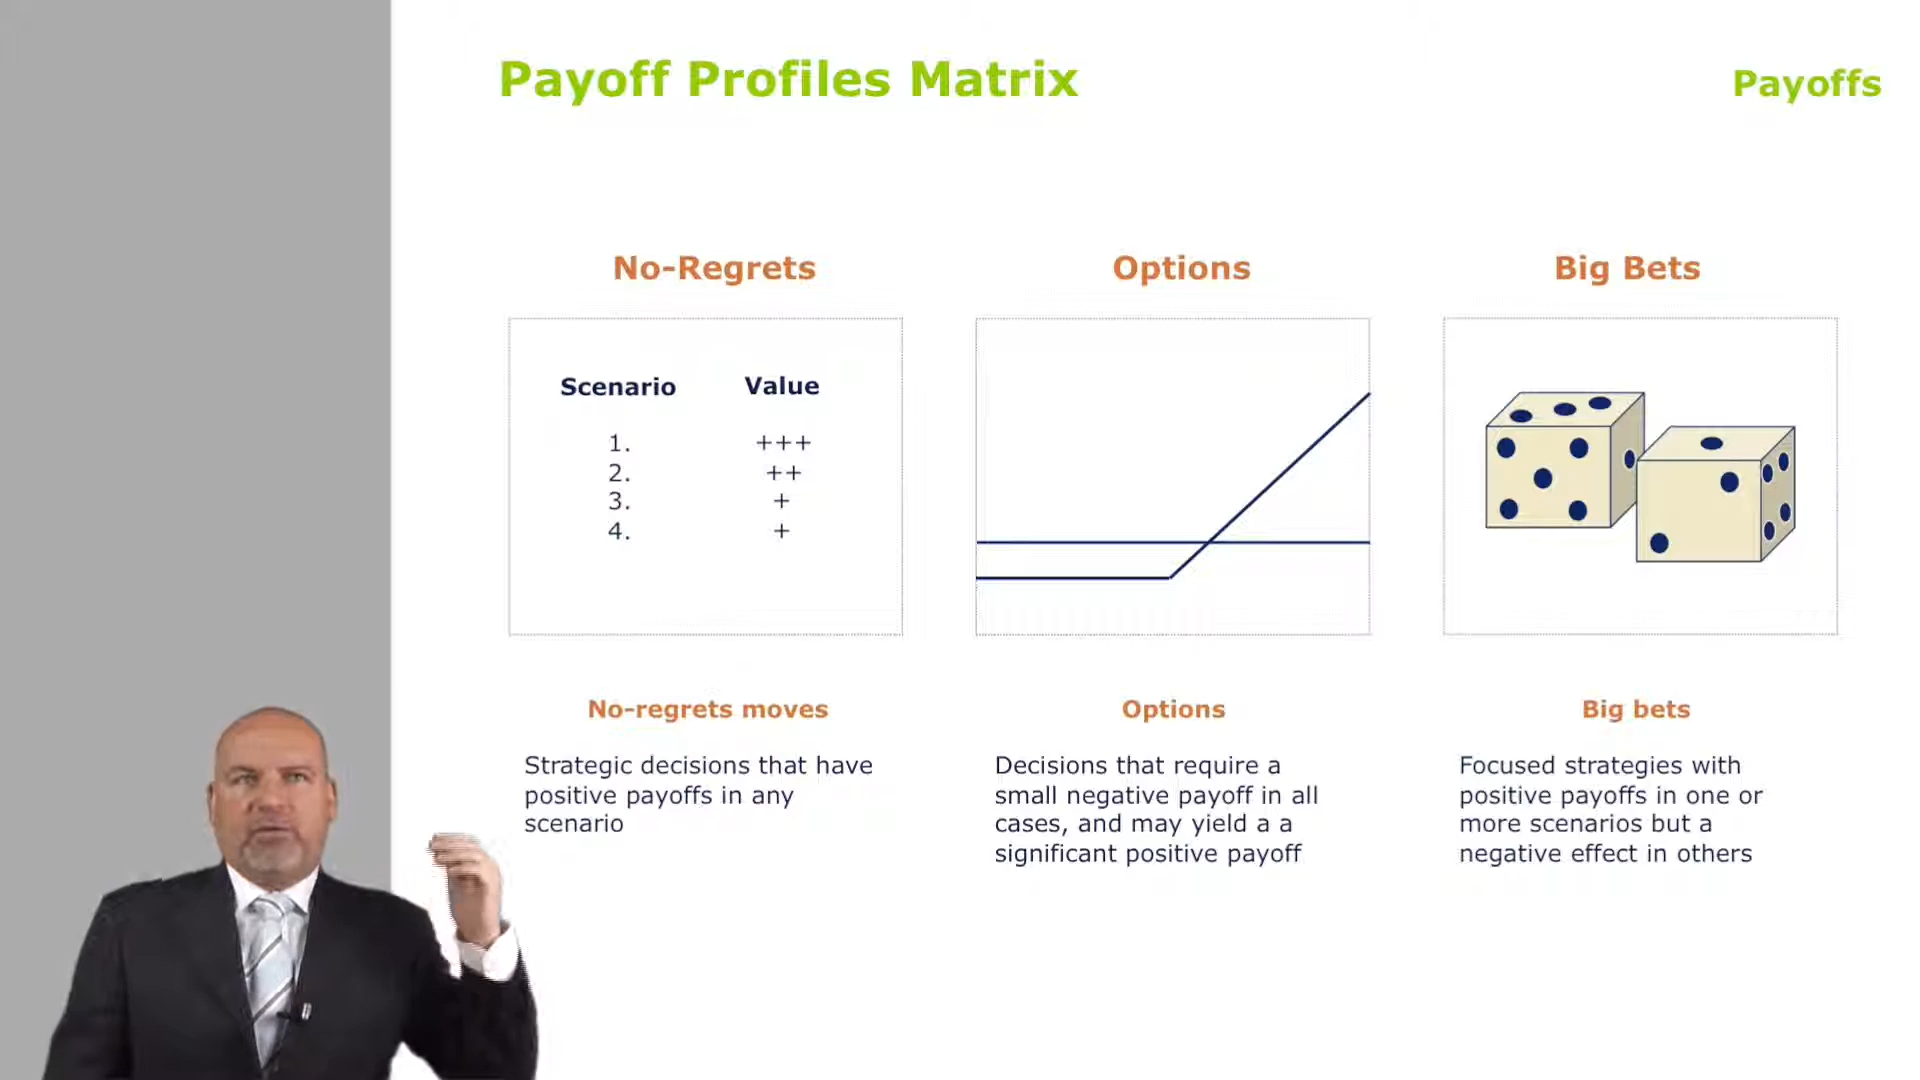 Payoff Profiles Matrix
Payoffs
No-Regrets
Options
Big Bets
Scenario Value
1. +++
2. ++
3. +
4. +
No-regrets moves
Strategic decisions that have
positive payoffs in any
scenario
Options
Decisions that require a
small negative payoff in all
cases, and may yield a a
significant positive payoff
Big bets
Focused strategies with
positive payoffs in one or
more scenarios but a
negative effect in others